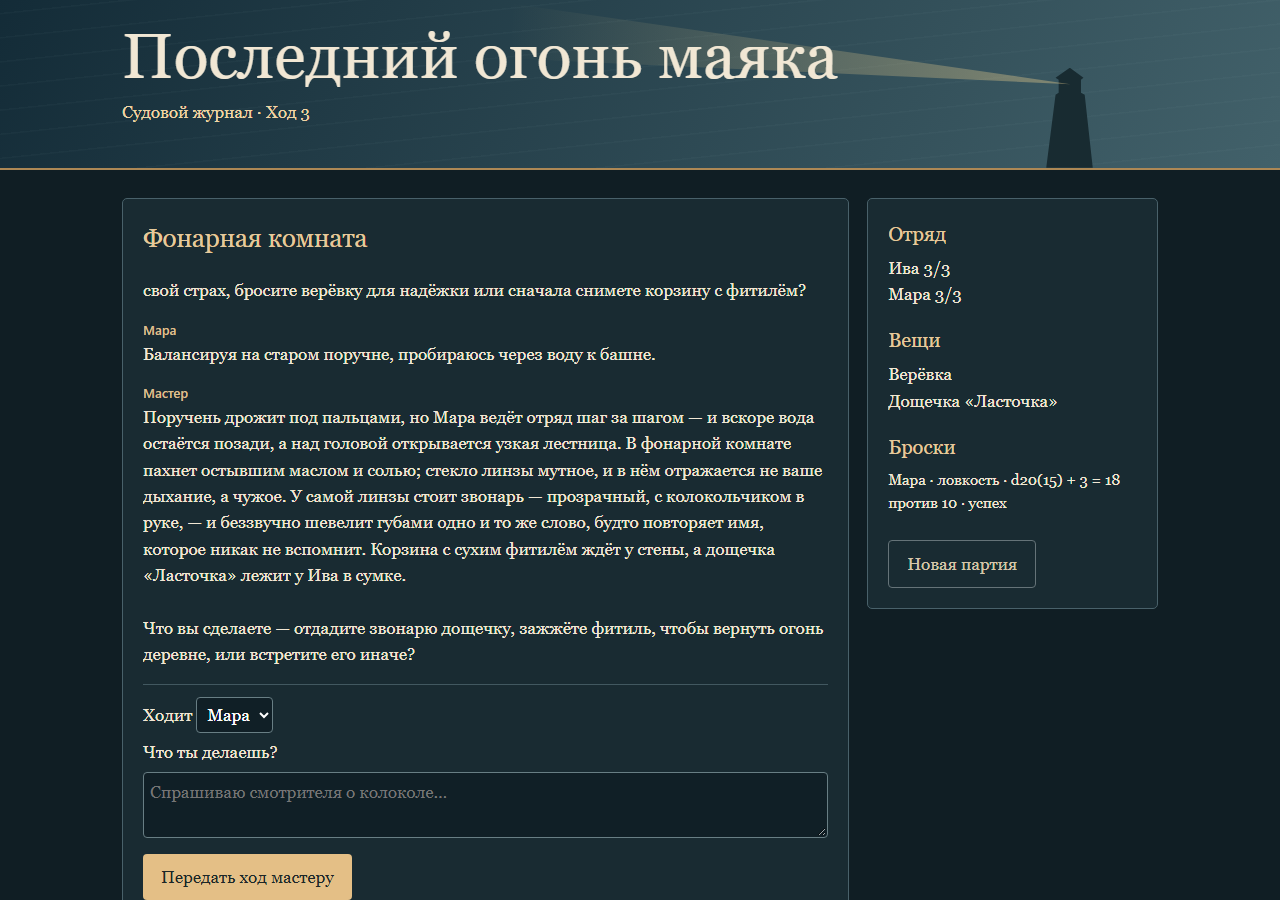 Последний огонь маяка
Судовой журнал · Ход 3
Фонарная комната
свой страх, бросите верёвку для надёжки или сначала снимете корзину с фитилём?
Мара
Балансируя на старом поручне, пробираюсь через воду к башне.
Мастер
Поручень дрожит под пальцами, но Мара ведёт отряд шаг за шагом — и вскоре вода
остаётся позади, а над головой открывается узкая лестница. В фонарной комнате
пахнет остывшим маслом и солью; стекло линзы мутное, и в нём отражается не ваше
дыхание, а чужое. У самой линзы стоит звонарь — прозрачный, с колокольчиком в
руке, — и беззвучно шевелит губами одно и то же слово, будто повторяет имя,
которое никак не вспомнит. Корзина с сухим фитилём ждёт у стены, а дощечка
«Ласточка» лежит у Ива в сумке.
Что вы сделаете — отдадите звонарю дощечку, зажжёте фитиль, чтобы вернуть огонь
деревне, или встретите его иначе?
Ходит Мара
Что ты делаешь?
Спрашиваю смотрителя о колоколе...
Передать ход мастеру
Отряд
Ива 3/3
Мара 3/3
Вещи
Верёвка
Дощечка «Ласточка»
Броски
Мара · ловкость · d20(15) + 3 = 18
против 10 · успех
Новая партия